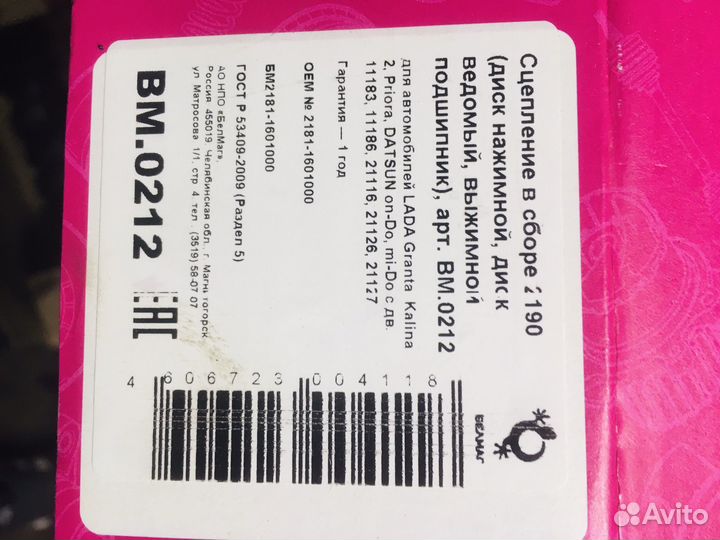 Сцепление в сборе 2190
(диск нажимной, диск
ведомый, выжимной
подшипник), арт. BM.0212
для автомобилей LADA Granta Kalina
2, Priora, DATSUN on-Do, mi-Do с дв.
11183, 11186, 21116, 21126, 21127
Гарантия — 1 год
OEM № 2181-1601000
БМ2181-1601000
ГОСТ Р 53409-2009 (Раздел 5)
АО НПО «БелМаг»,
Россия 455019 Челябинская обл., г. Магнитогорск
ул Матросова 1/1, стр 4, тел. (3519) 58-07 07
BM.0212
EAC
4 606723 004118
БЕЛМАГ
Avito